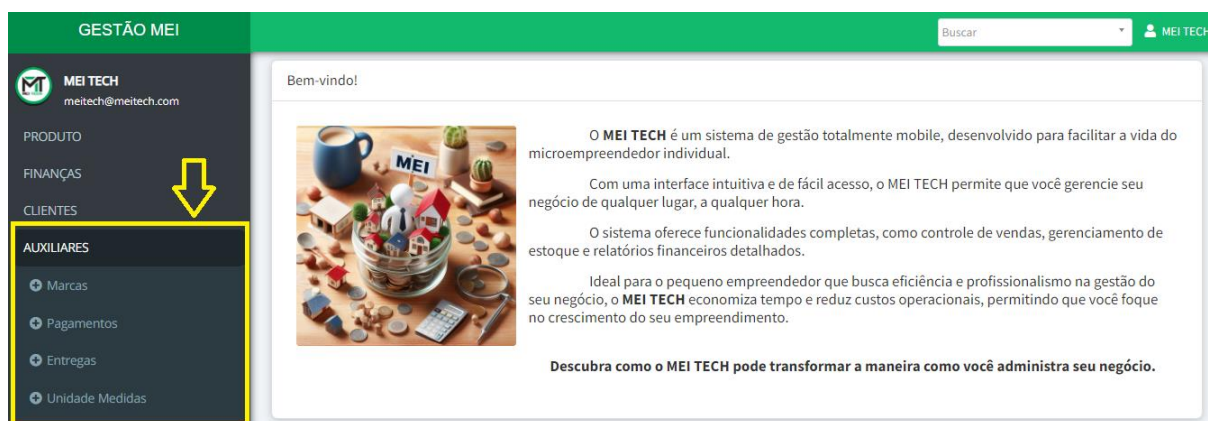 GESTÃO MEI
Buscar
MEI TECH
MT
MEI TECH
meitech@meitech.com
PRODUTO
FINANÇAS
CLIENTES
AUXILIARES
Marcas
Pagamentos
Entregas
Unidade Medidas
Bem-vindo!
MEI
O MEI TECH é um sistema de gestão totalmente mobile, desenvolvido para facilitar a vida do
microempreendedor individual.
Com uma interface intuitiva e de fácil acesso, o MEI TECH permite que você gerencie seu
negócio de qualquer lugar, a qualquer hora.
O sistema oferece funcionalidades completas, como controle de vendas, gerenciamento de
estoque e relatórios financeiros detalhados.
Ideal para o pequeno empreendedor que busca eficiência e profissionalismo na gestão do
seu negócio, o MEI TECH economiza tempo e reduz custos operacionais, permitindo que você foque
no crescimento do seu empreendimento.
Descubra como o MEI TECH pode transformar a maneira como você administra seu negócio.